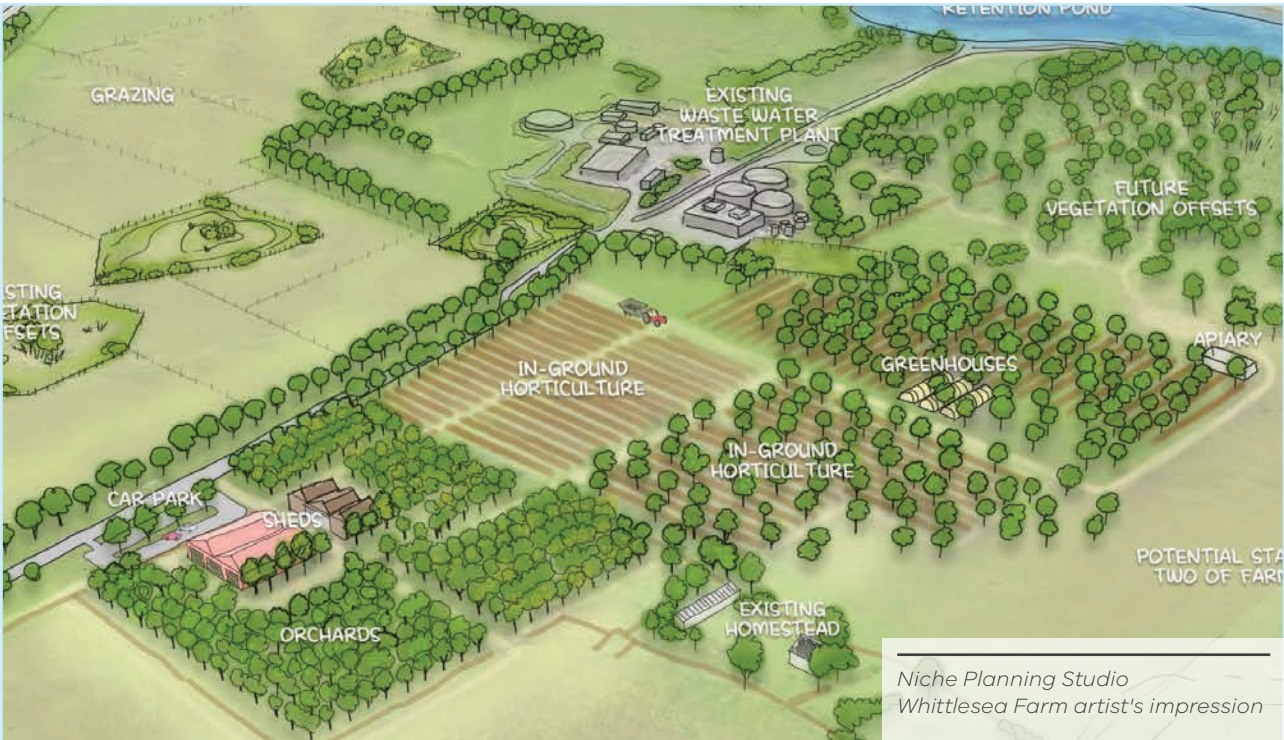 RETENTION POND
GRAZING
EXISTING
WASTE WATER
TREATMENT PLANT
FUTURE
VEGETATION OFFSETS
ISTING
ETATION
FSETS
IN-GROUND
HORTICULTURE
GREENHOUSES
APIARY
IN-GROUND
HORTICULTURE
CAR PARK
SHEDS
POTENTIAL STA
TWO OF FARM
EXISTING
HOMESTEAD
ORCHARDS
Niche Planning Studio
Whittlesea Farm artist's impression